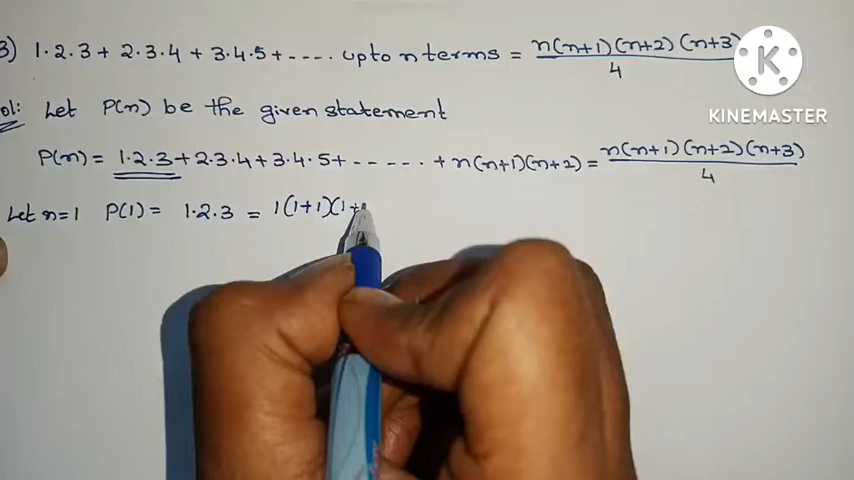 3) 1·2·3 + 2·3·4 + 3·4·5 + ---- upto n terms = n(n+1)(n+2)(n+3)/4
K
KINEMASTER
ol: Let P(n) be the given statement
P(n) = 1·2·3 + 2·3·4 + 3·4·5 + ----- + n(n+1)(n+2) = n(n+1)(n+2)(n+3)/4
Let n=1 P(1) = 1·2·3 = 1(1+1)(1+